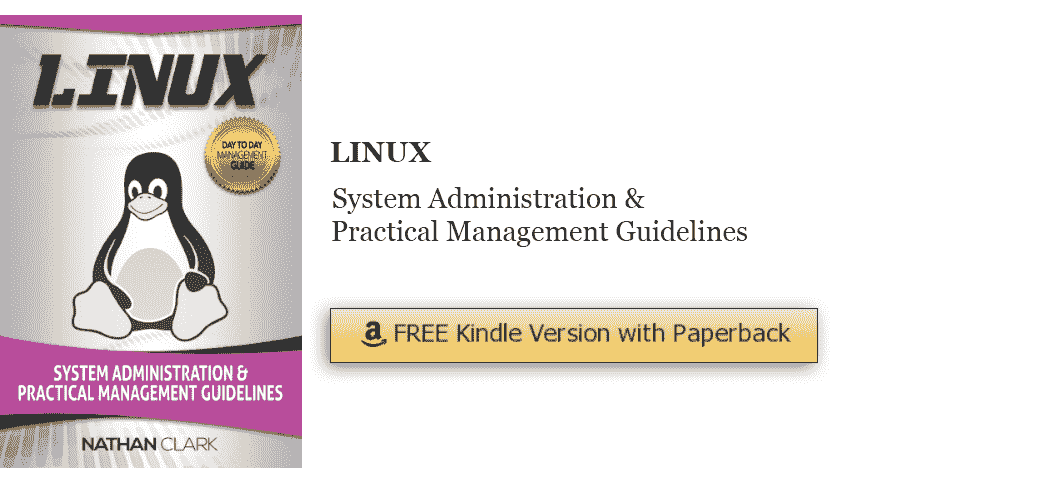 LINUX
DAY TO DAY
MANAGEMENT
GUIDE
SYSTEM ADMINISTRATION &
PRACTICAL MANAGEMENT GUIDELINES
NATHAN CLARK
LINUX
System Administration &
Practical Management Guidelines
a FREE Kindle Version with Paperback